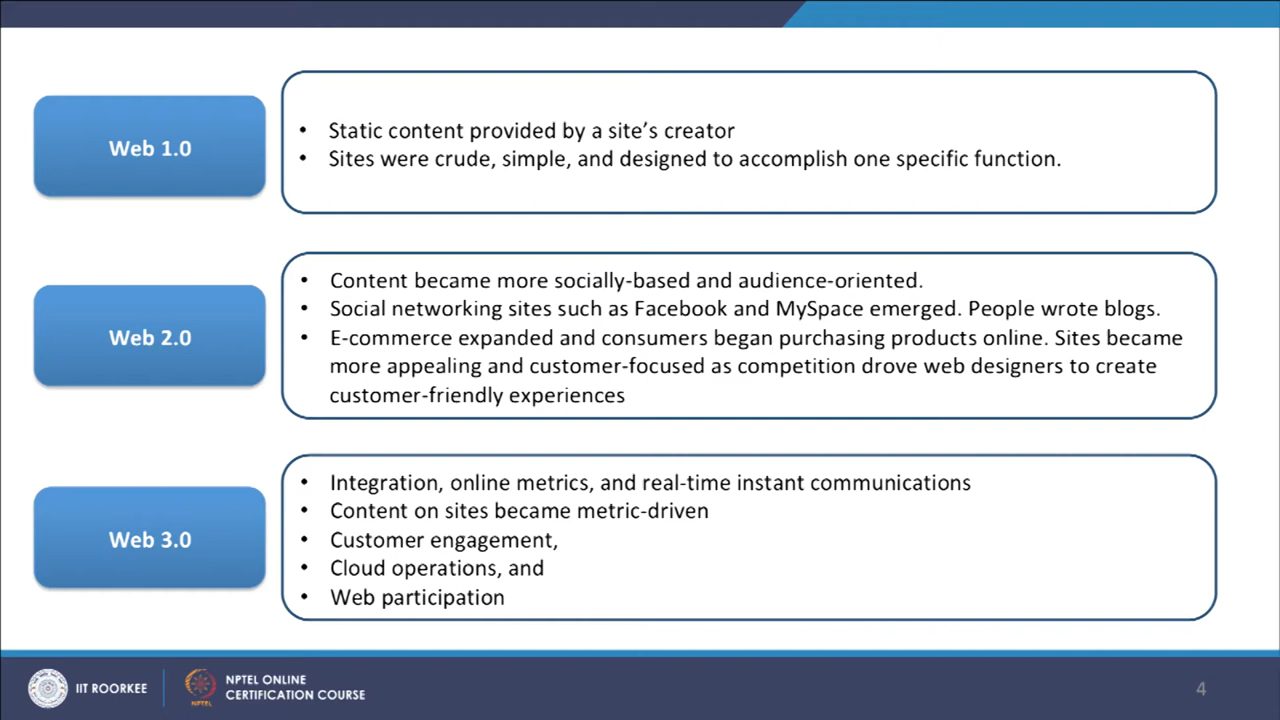 Web 1.0
• Static content provided by a site’s creator
• Sites were crude, simple, and designed to accomplish one specific function.
Web 2.0
• Content became more socially-based and audience-oriented.
• Social networking sites such as Facebook and MySpace emerged. People wrote blogs.
• E-commerce expanded and consumers began purchasing products online. Sites became
more appealing and customer-focused as competition drove web designers to create
customer-friendly experiences
Web 3.0
• Integration, online metrics, and real-time instant communications
• Content on sites became metric-driven
• Customer engagement,
• Cloud operations, and
• Web participation
IIT ROORKEE
NPTEL
NPTEL ONLINE
CERTIFICATION COURSE
4